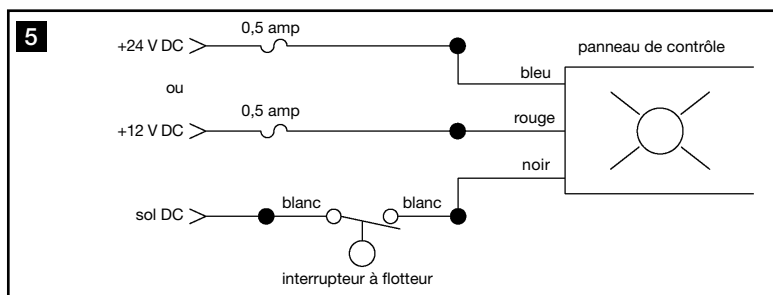 5
0,5 amp
+24 V DC
panneau de contrôle
bleu
ou
0,5 amp
+12 V DC
rouge
noir
sol DC
blanc
blanc
interrupteur à flotteur